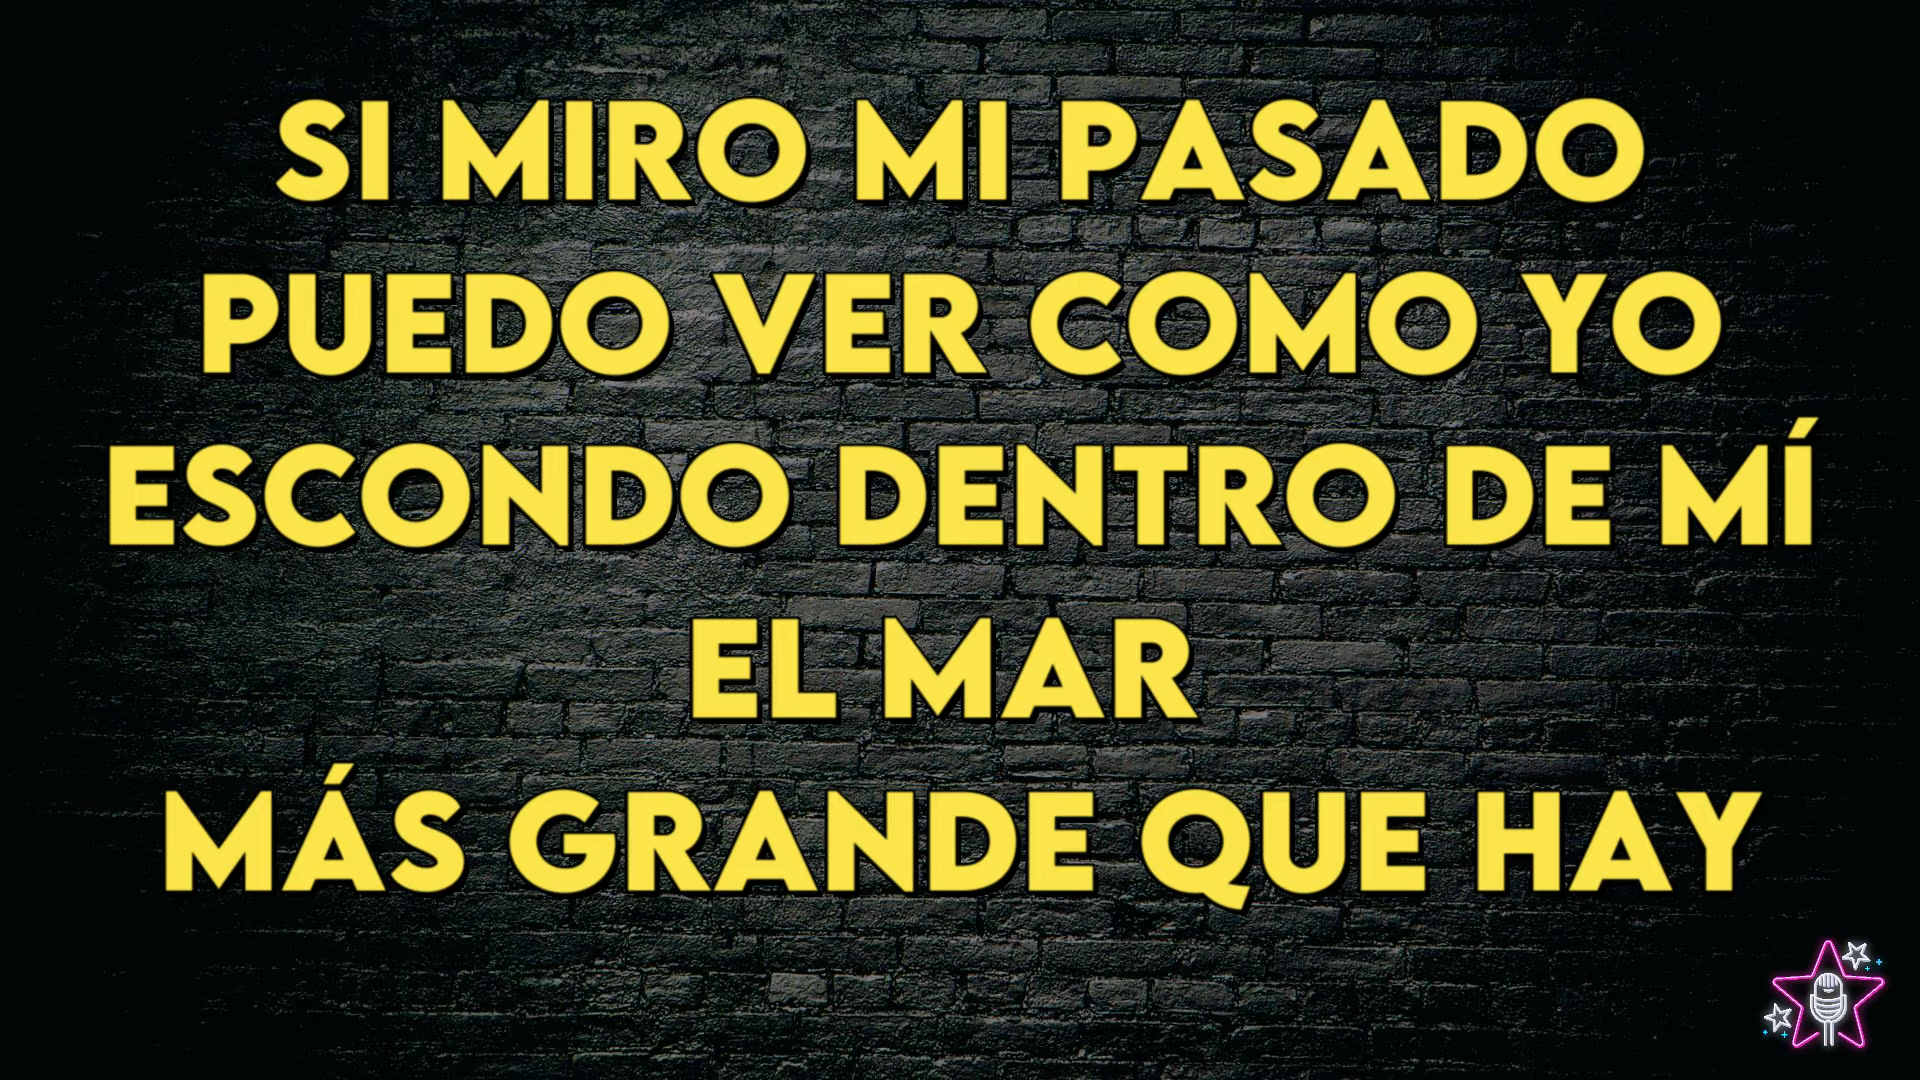 SI MIRO MI PASADO
PUEDO VER COMO YO
ESCONDO DENTRO DE MÍ
EL MAR
MÁS GRANDE QUE HAY